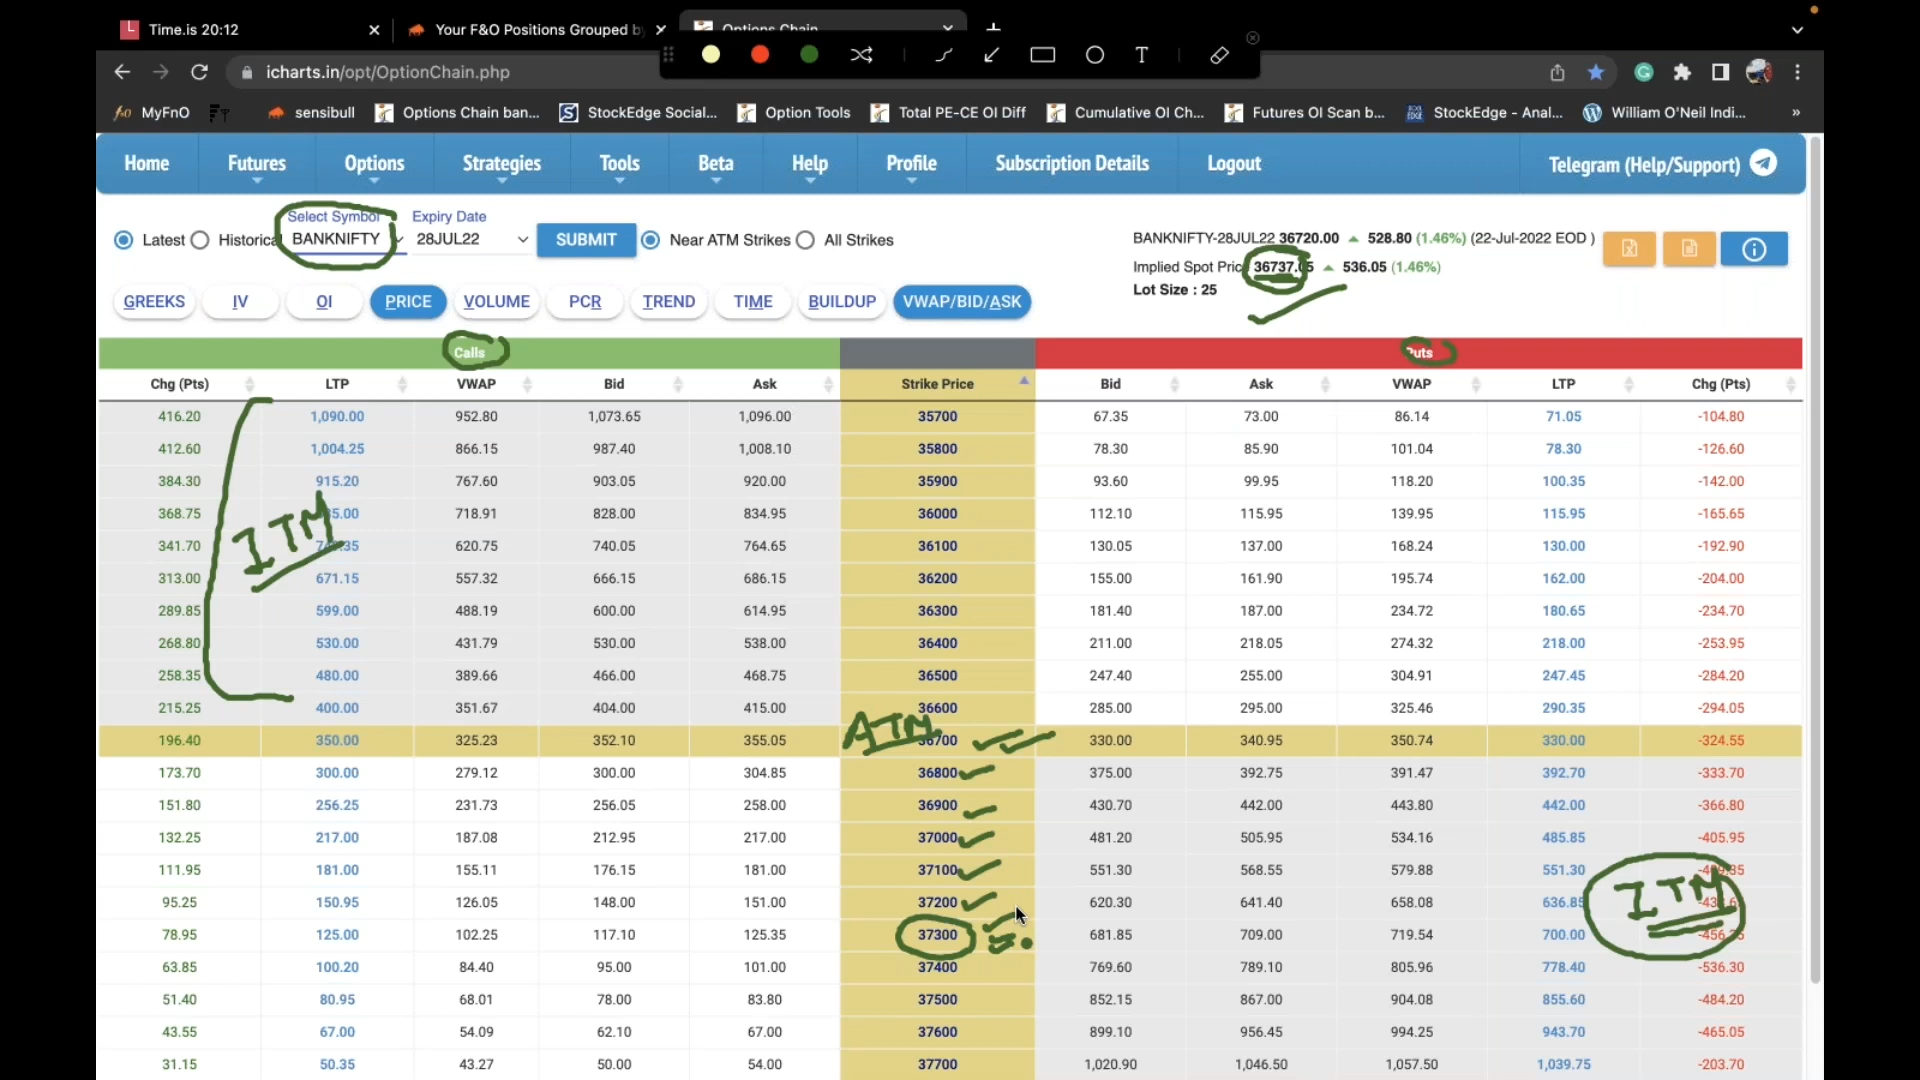 Time.is 20:12
Your F&O Positions Grouped b
Options Chain
T
icharts.in/opt/OptionChain.php
MyFnO
sensibull
Options Chain ban...
StockEdge Social...
Option Tools
Total PE-CE OI Diff
Cumulative OI Ch...
Futures OI Scan b...
StockEdge - Anal...
William O'Neil Indi...
»
Home Futures Options Strategies Tools Beta Help Profile Subscription Details Logout Telegram (Help/Support)
Select Symbol Expiry Date
Latest Historical BANKNIFTY 28JUL22 SUBMIT Near ATM Strikes All Strikes
BANKNIFTY-28JUL22 36720.00 528.80 (1.46%) (22-Jul-2022 EOD )
Implied Spot Pric 36737.05 536.05 (1.46%)
Lot Size : 25
GREEKS IV OI PRICE VOLUME PCR TREND TIME BUILDUP VWAP/BID/ASK
Calls Puts
Chg (Pts) LTP VWAP Bid Ask Strike Price Bid Ask VWAP LTP Chg (Pts)
416.20 1,090.00 952.80 1,073.65 1,096.00 35700 67.35 73.00 86.14 71.05 -104.80
412.60 1,004.25 866.15 987.40 1,008.10 35800 78.30 85.90 101.04 78.30 -126.60
384.30 915.20 767.60 903.05 920.00 35900 93.60 99.95 118.20 100.35 -142.00
368.75 718.91 828.00 834.95 36000 112.10 115.95 139.95 115.95 -165.65
ITM
341.70 620.75 740.05 764.65 36100 130.05 137.00 168.24 130.00 -192.90
313.00 671.15 557.32 666.15 686.15 36200 155.00 161.90 195.74 162.00 -204.00
289.85 599.00 488.19 600.00 614.95 36300 181.40 187.00 234.72 180.65 -234.70
268.80 530.00 431.79 530.00 538.00 36400 211.00 218.05 274.32 218.00 -253.95
258.35 480.00 389.66 466.00 468.75 36500 247.40 255.00 304.91 247.45 -284.20
215.25 400.00 351.67 404.00 415.00 36600 285.00 295.00 325.46 290.35 -294.05
ATM
196.40 350.00 325.23 352.10 355.05 36700 330.00 340.95 350.74 330.00 -324.55
173.70 300.00 279.12 300.00 304.85 36800 375.00 392.75 391.47 392.70 -333.70
151.80 256.25 231.73 256.05 258.00 36900 430.70 442.00 443.80 442.00 -366.80
132.25 217.00 187.08 212.95 217.00 37000 481.20 505.95 534.16 485.85 -405.95
111.95 181.00 155.11 176.15 181.00 37100 551.30 568.55 579.88 551.30
ITM
95.25 150.95 126.05 148.00 151.00 37200 620.30 641.40 658.08 636.85
78.95 125.00 102.25 117.10 125.35 37300 681.85 709.00 719.54 700.00
63.85 100.20 84.40 95.00 101.00 37400 769.60 789.10 805.96 778.40 -536.30
51.40 80.95 68.01 78.00 83.80 37500 852.15 867.00 904.08 855.60 -484.20
43.55 67.00 54.09 62.10 67.00 37600 899.10 956.45 994.25 943.70 -465.05
31.15 50.35 43.27 50.00 54.00 37700 1,020.90 1,046.50 1,057.50 1,039.75 -203.70